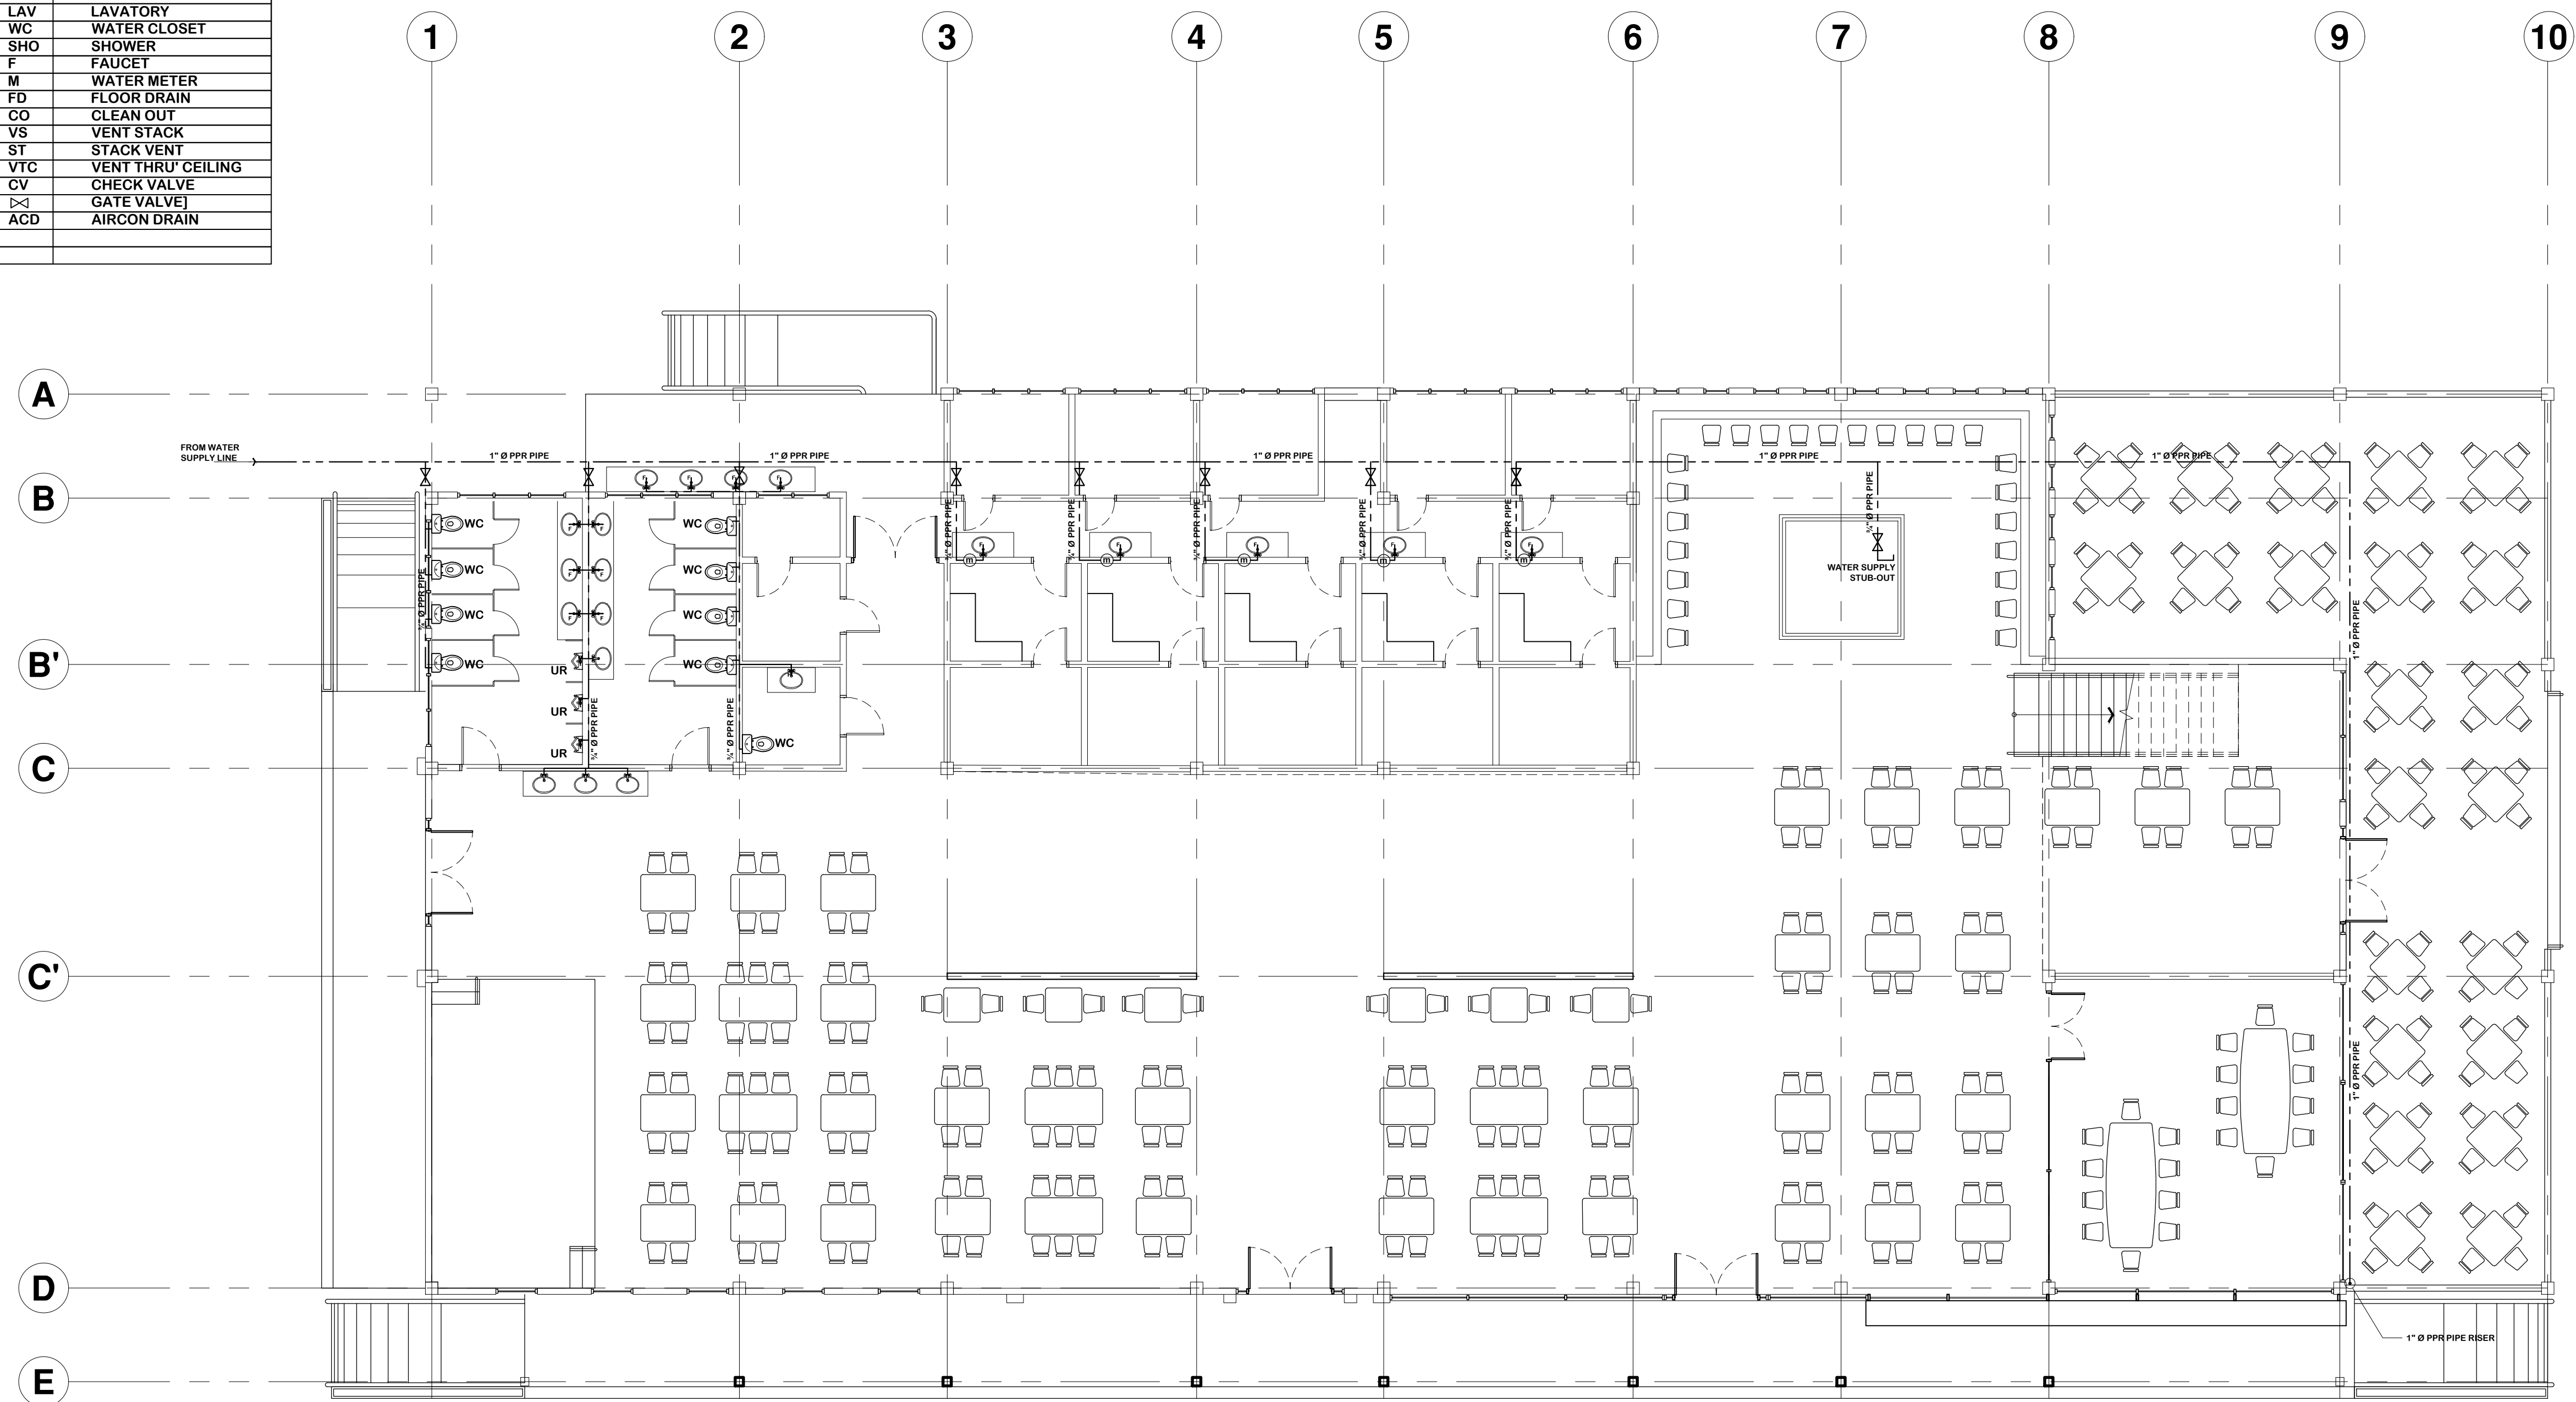 LAV LAVATORY
WC WATER CLOSET
SHO SHOWER
F FAUCET
M WATER METER
FD FLOOR DRAIN
CO CLEAN OUT
VS VENT STACK
ST STACK VENT
VTC VENT THRU' CEILING
CV CHECK VALVE
GATE VALVE]
ACD AIRCON DRAIN
1 2 3 4 5 6 7 8 9 10
A
FROM WATER
SUPPLY LINE
1" Ø PPR PIPE
1" Ø PPR PIPE
1" Ø PPR PIPE
1" Ø PPR PIPE
1" Ø PPR PIPE
F F F F
B
WC
WC
WC
WC
F F
F F
F F
WC
WC
WC
WC
¾" Ø PPR PIPE
¾" Ø PPR PIPE
¾" Ø PPR PIPE
¾" Ø PPR PIPE
¾" Ø PPR PIPE
¾" Ø PPR PIPE
F F F F F
m m m m m
¾" Ø PPR PIPE
WATER SUPPLY
STUB-OUT
1" Ø PPR PIPE
B'
UR
UR
UR
¾" Ø PPR PIPE
¾" Ø PPR PIPE
WC
C
C'
1" Ø PPR PIPE
D
1" Ø PPR PIPE RISER
E